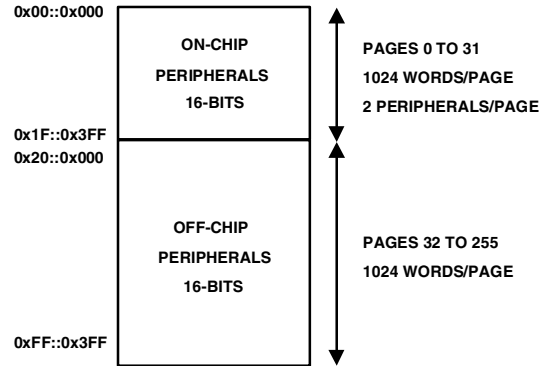 0x00::0x000
ON-CHIP
PERIPHERALS
16-BITS
PAGES 0 TO 31
1024 WORDS/PAGE
2 PERIPHERALS/PAGE
0x1F::0x3FF
0x20::0x000
OFF-CHIP
PERIPHERALS
16-BITS
PAGES 32 TO 255
1024 WORDS/PAGE
0xFF::0x3FF